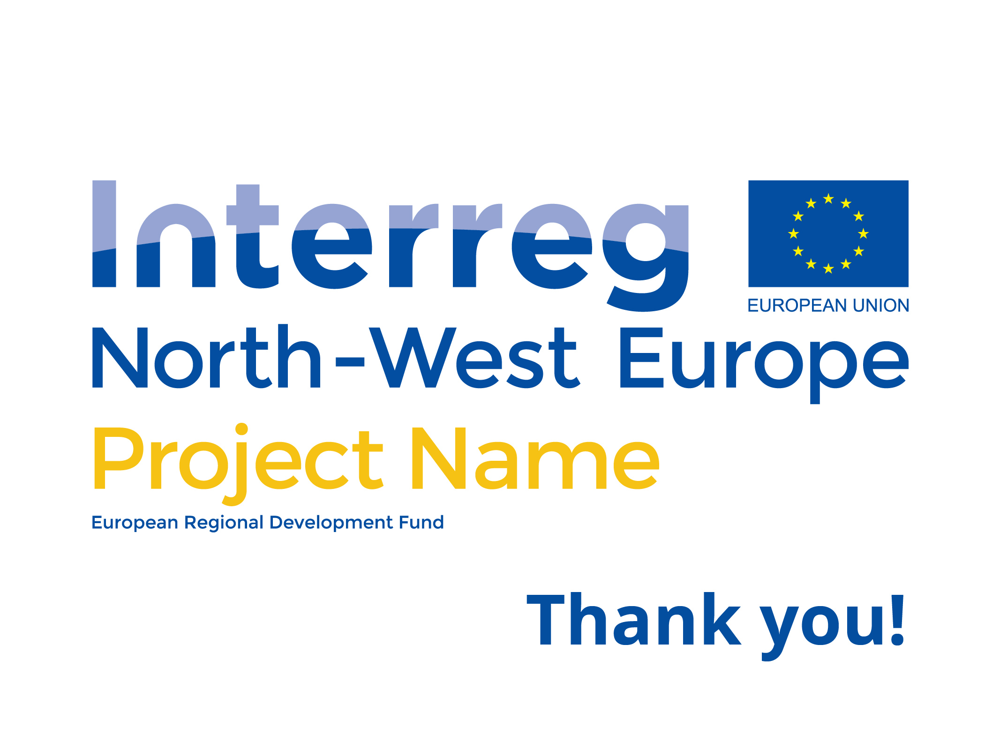 Interreg
EUROPEAN UNION
North-West Europe
Project Name
European Regional Development Fund
Thank you!